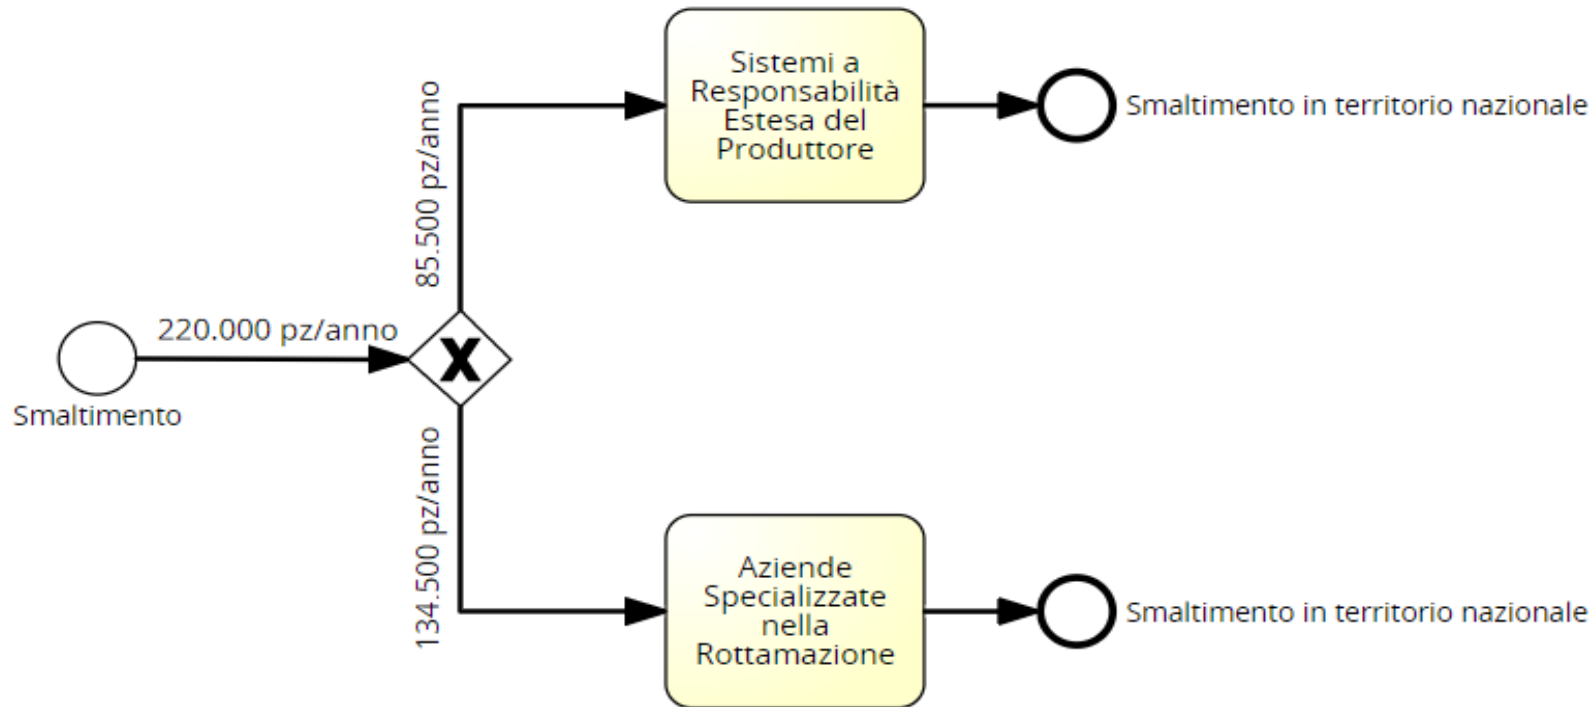 Sistemi a
Responsabilità
Estesa del
Produttore
Smaltimento in territorio nazionale
85.500 pz/anno
220.000 pz/anno
X
Smaltimento
134.500 pz/anno
Aziende
Specializzate
nella
Rottamazione
Smaltimento in territorio nazionale